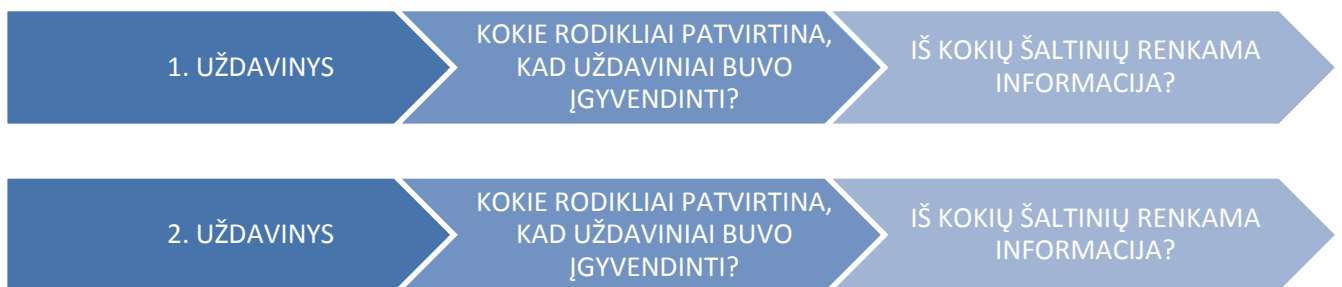 1. UŽDAVINYS
KOKIE RODIKLIAI PATVIRTINA,
KAD UŽDAVINIAI BUVO
ĮGYVENDINTI?
IŠ KOKIŲ ŠALTINIŲ RENKAMA
INFORMACIJA?
2. UŽDAVINYS
KOKIE RODIKLIAI PATVIRTINA,
KAD UŽDAVINIAI BUVO
ĮGYVENDINTI?
IŠ KOKIŲ ŠALTINIŲ RENKAMA
INFORMACIJA?